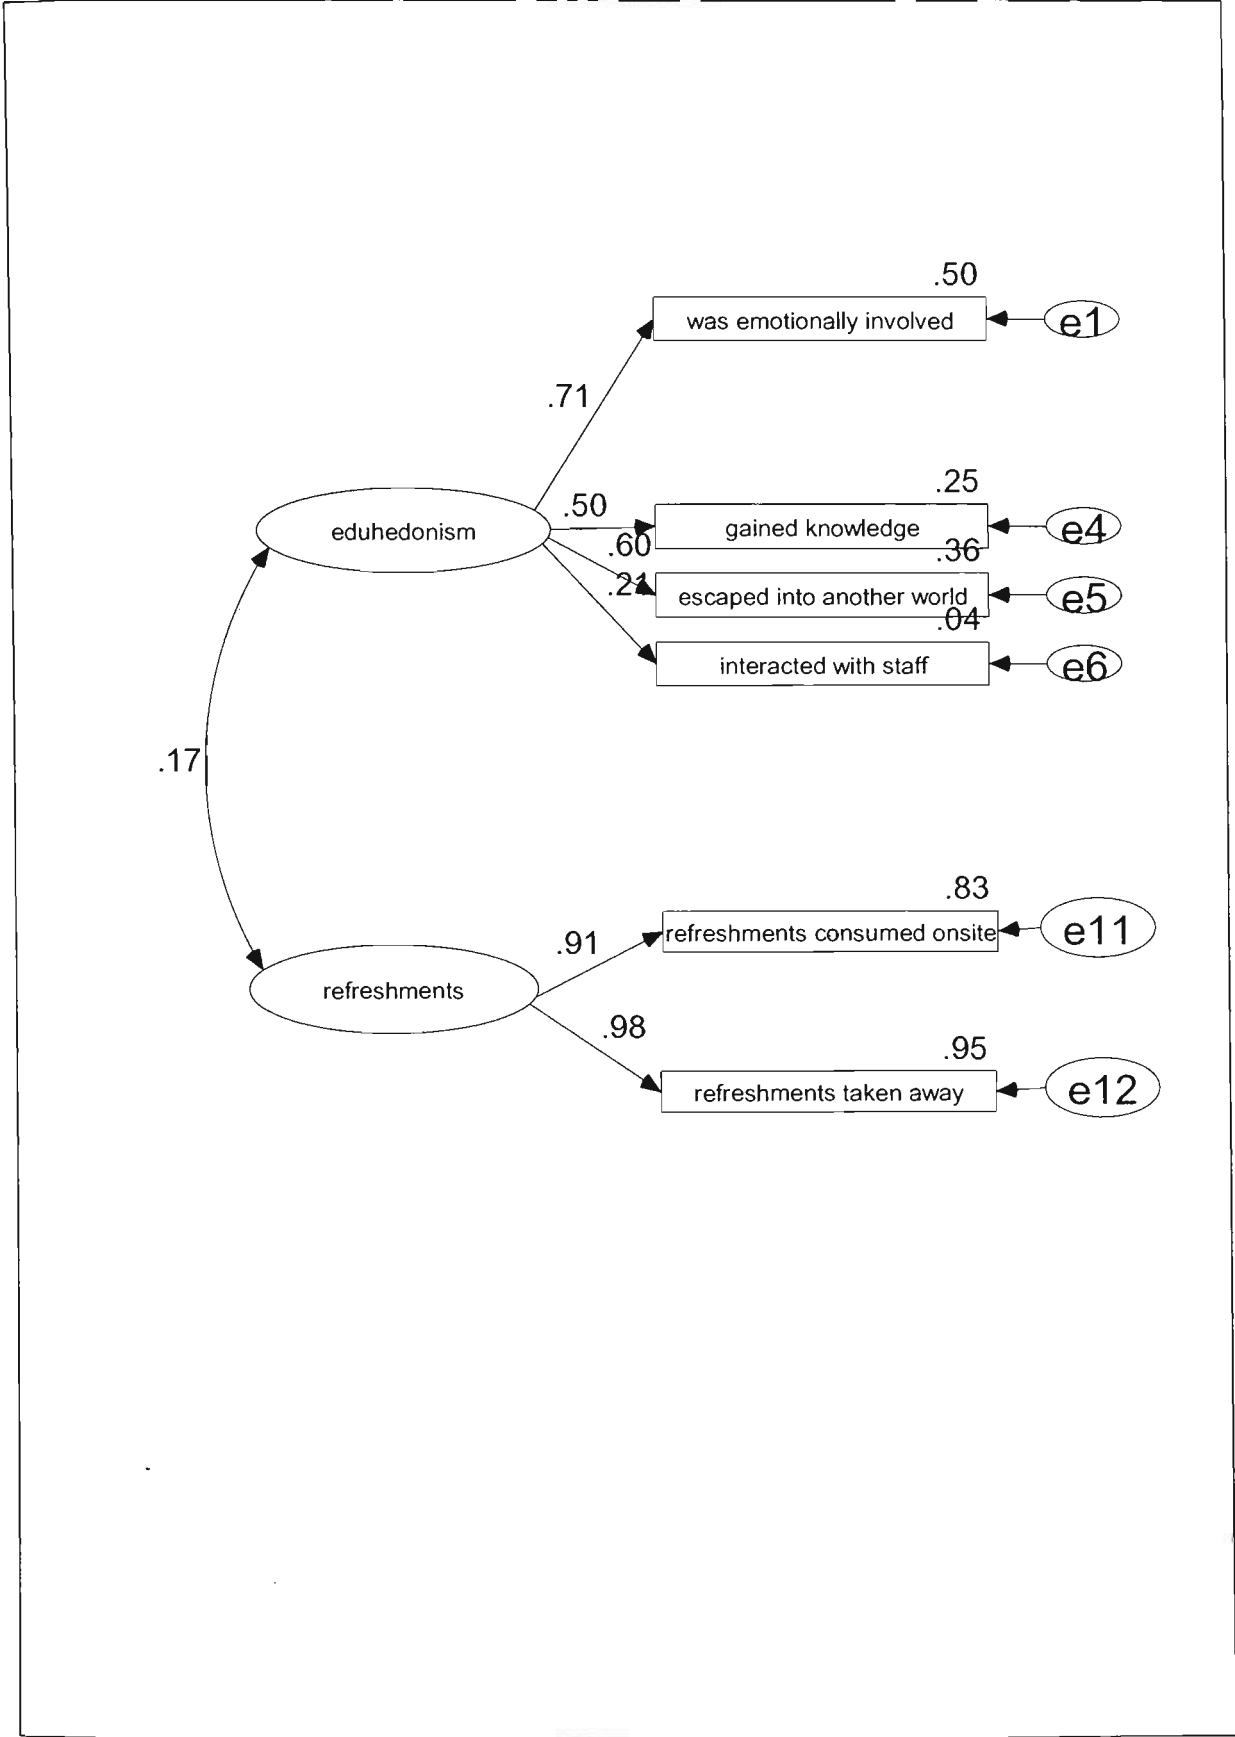 .50
was emotionally involved
e1
.71
.25
.50
eduhedonism
gained knowledge
e4
.60
.36
.21
escaped into another world
e5
.04
interacted with staff
e6
.17
.83
.91
refreshments consumed onsite
e11
refreshments
.98
.95
refreshments taken away
e12